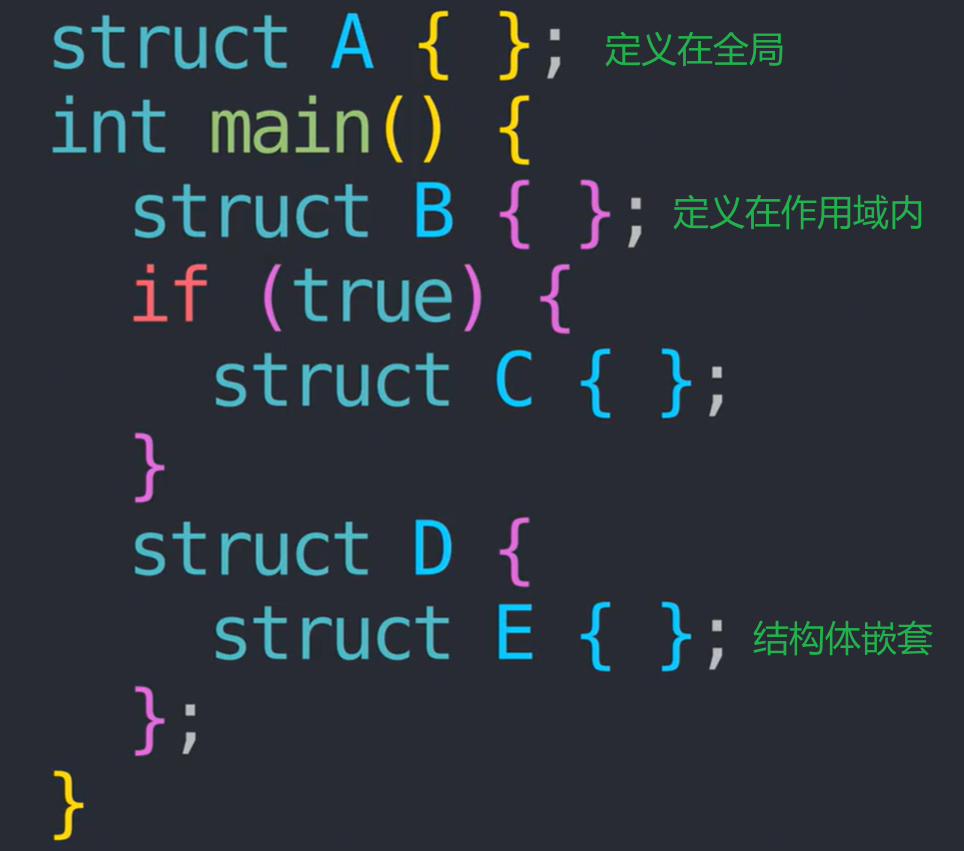 struct A { }; 定义在全局
int main() {
struct B { }; 定义在作用域内
if (true) {
struct C { };
}
struct D {
struct E { }; 结构体嵌套
};
}